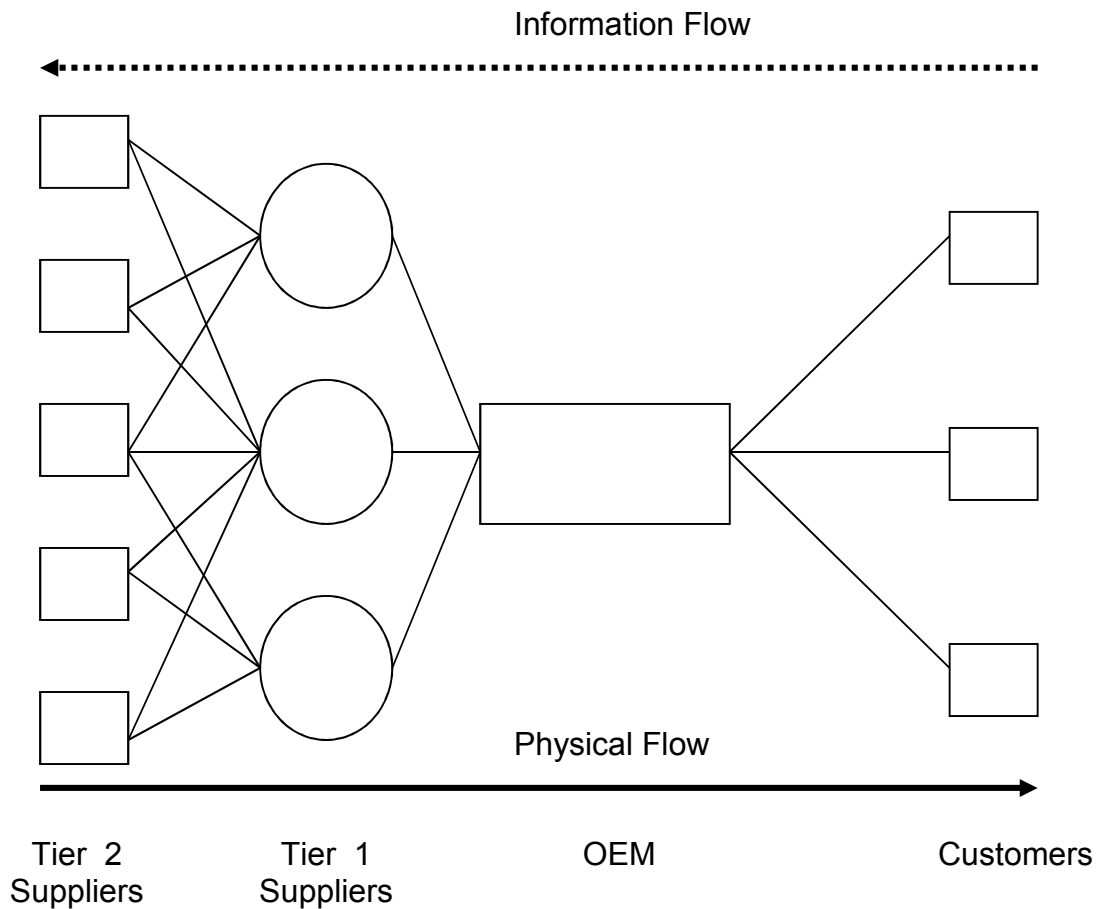 Information Flow
Physical Flow
Tier 2
Suppliers
Tier 1
Suppliers
OEM
Customers